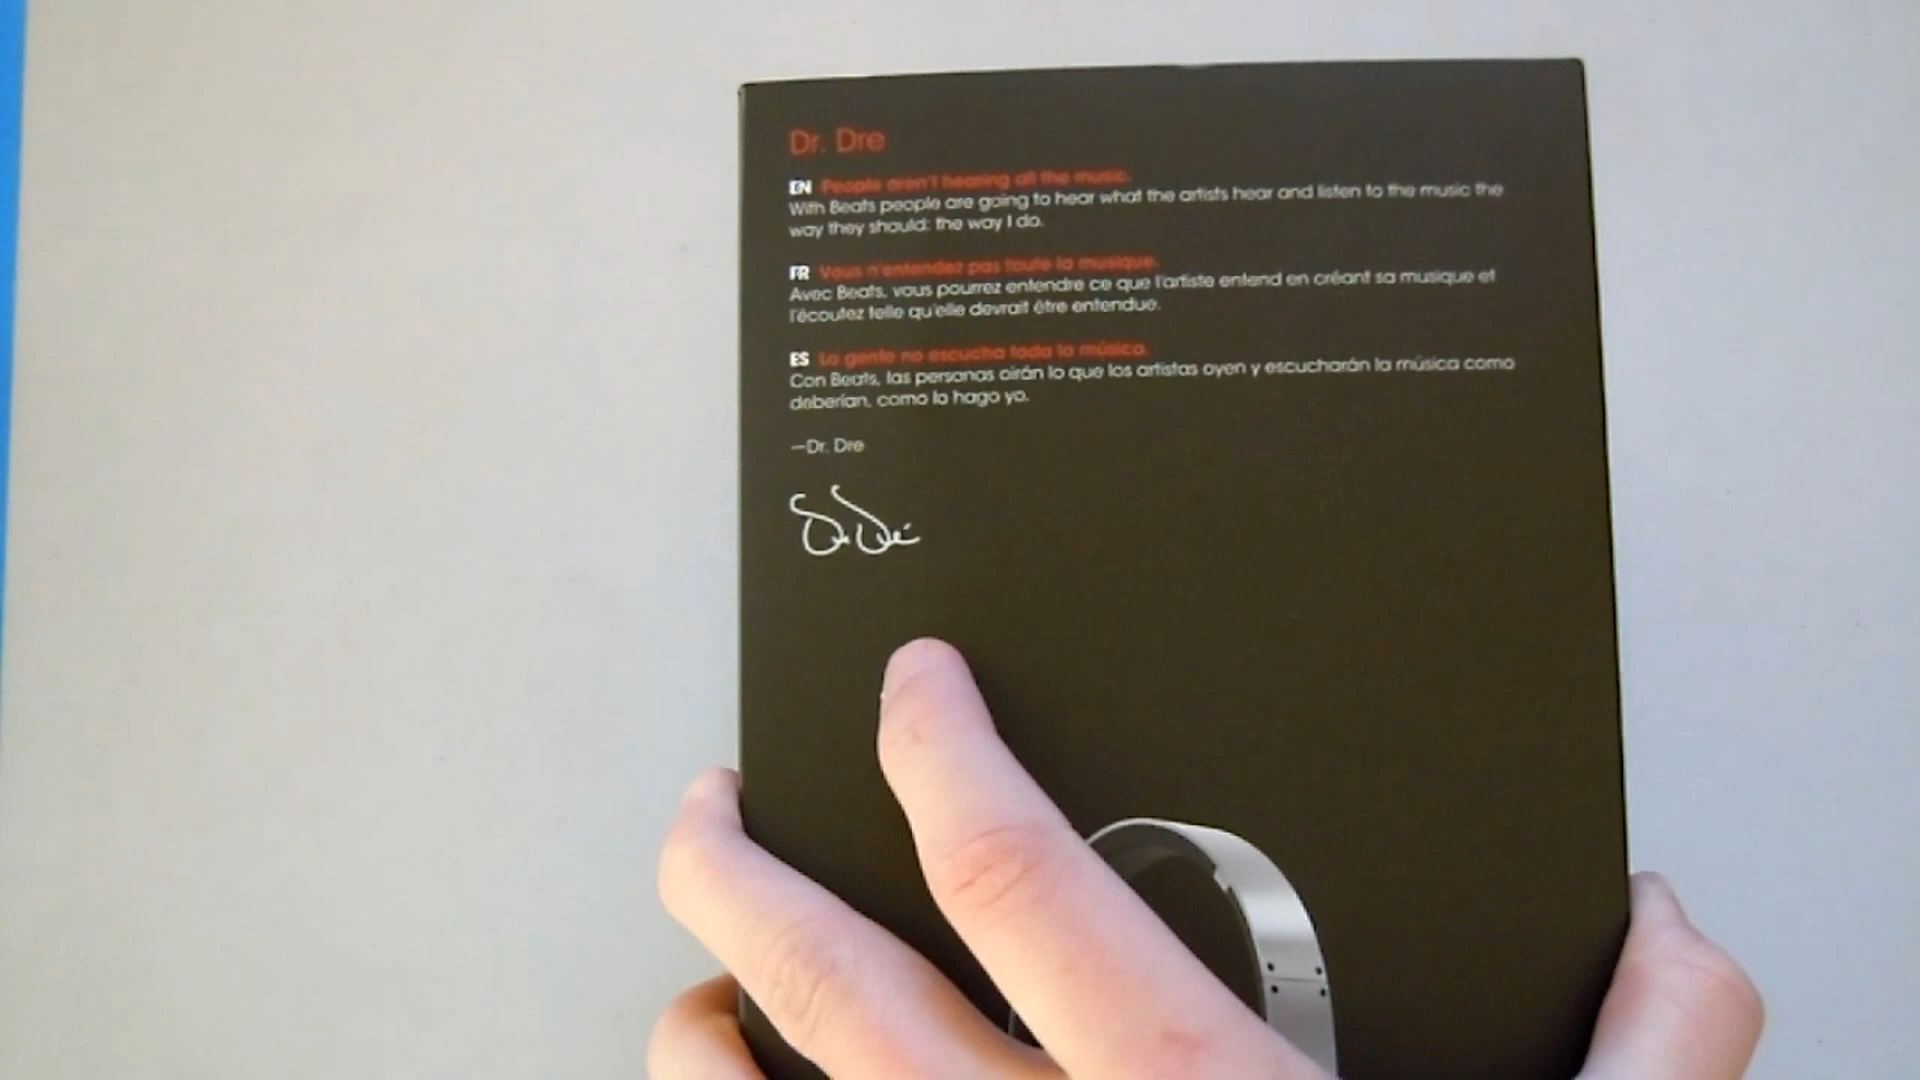 Dr. Dre
EN People aren't hearing all the music.
With Beats people are going to hear what the artists hear and listen to the music the
way they should: the way I do.
FR Vous n'entendez pas toute la musique.
Avec Beats, vous pourrez entendre ce que l'artiste entend en créant sa musique et
l'écoutez telle qu'elle devrait être entendue.
ES La gente no escucha toda la música.
Con Beats, las personas oirán lo que los artistas oyen y escucharán la música como
deberían, como lo hago yo.
—Dr. Dre
Dr. Dre